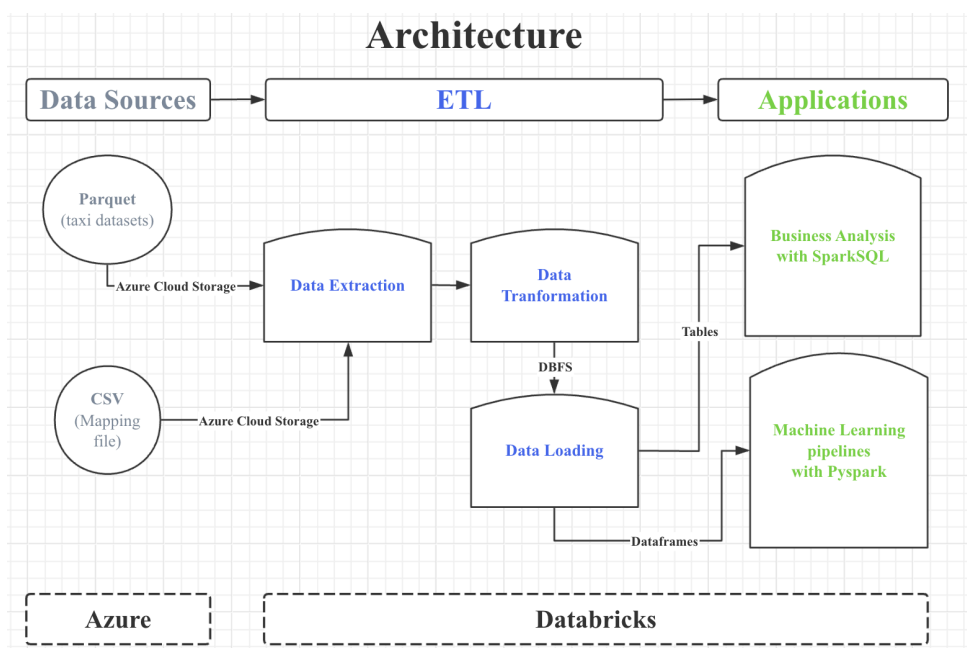 Architecture
Data Sources
ETL
Applications
Parquet
(taxi datasets)
Azure Cloud Storage
CSV
(Mapping
file)
Azure Cloud Storage
Data Extraction
Data
Tranformation
DBFS
Data Loading
Tables
Dataframes
Business Analysis
with SparkSQL
Machine Learning
pipelines
with Pyspark
Azure
Databricks